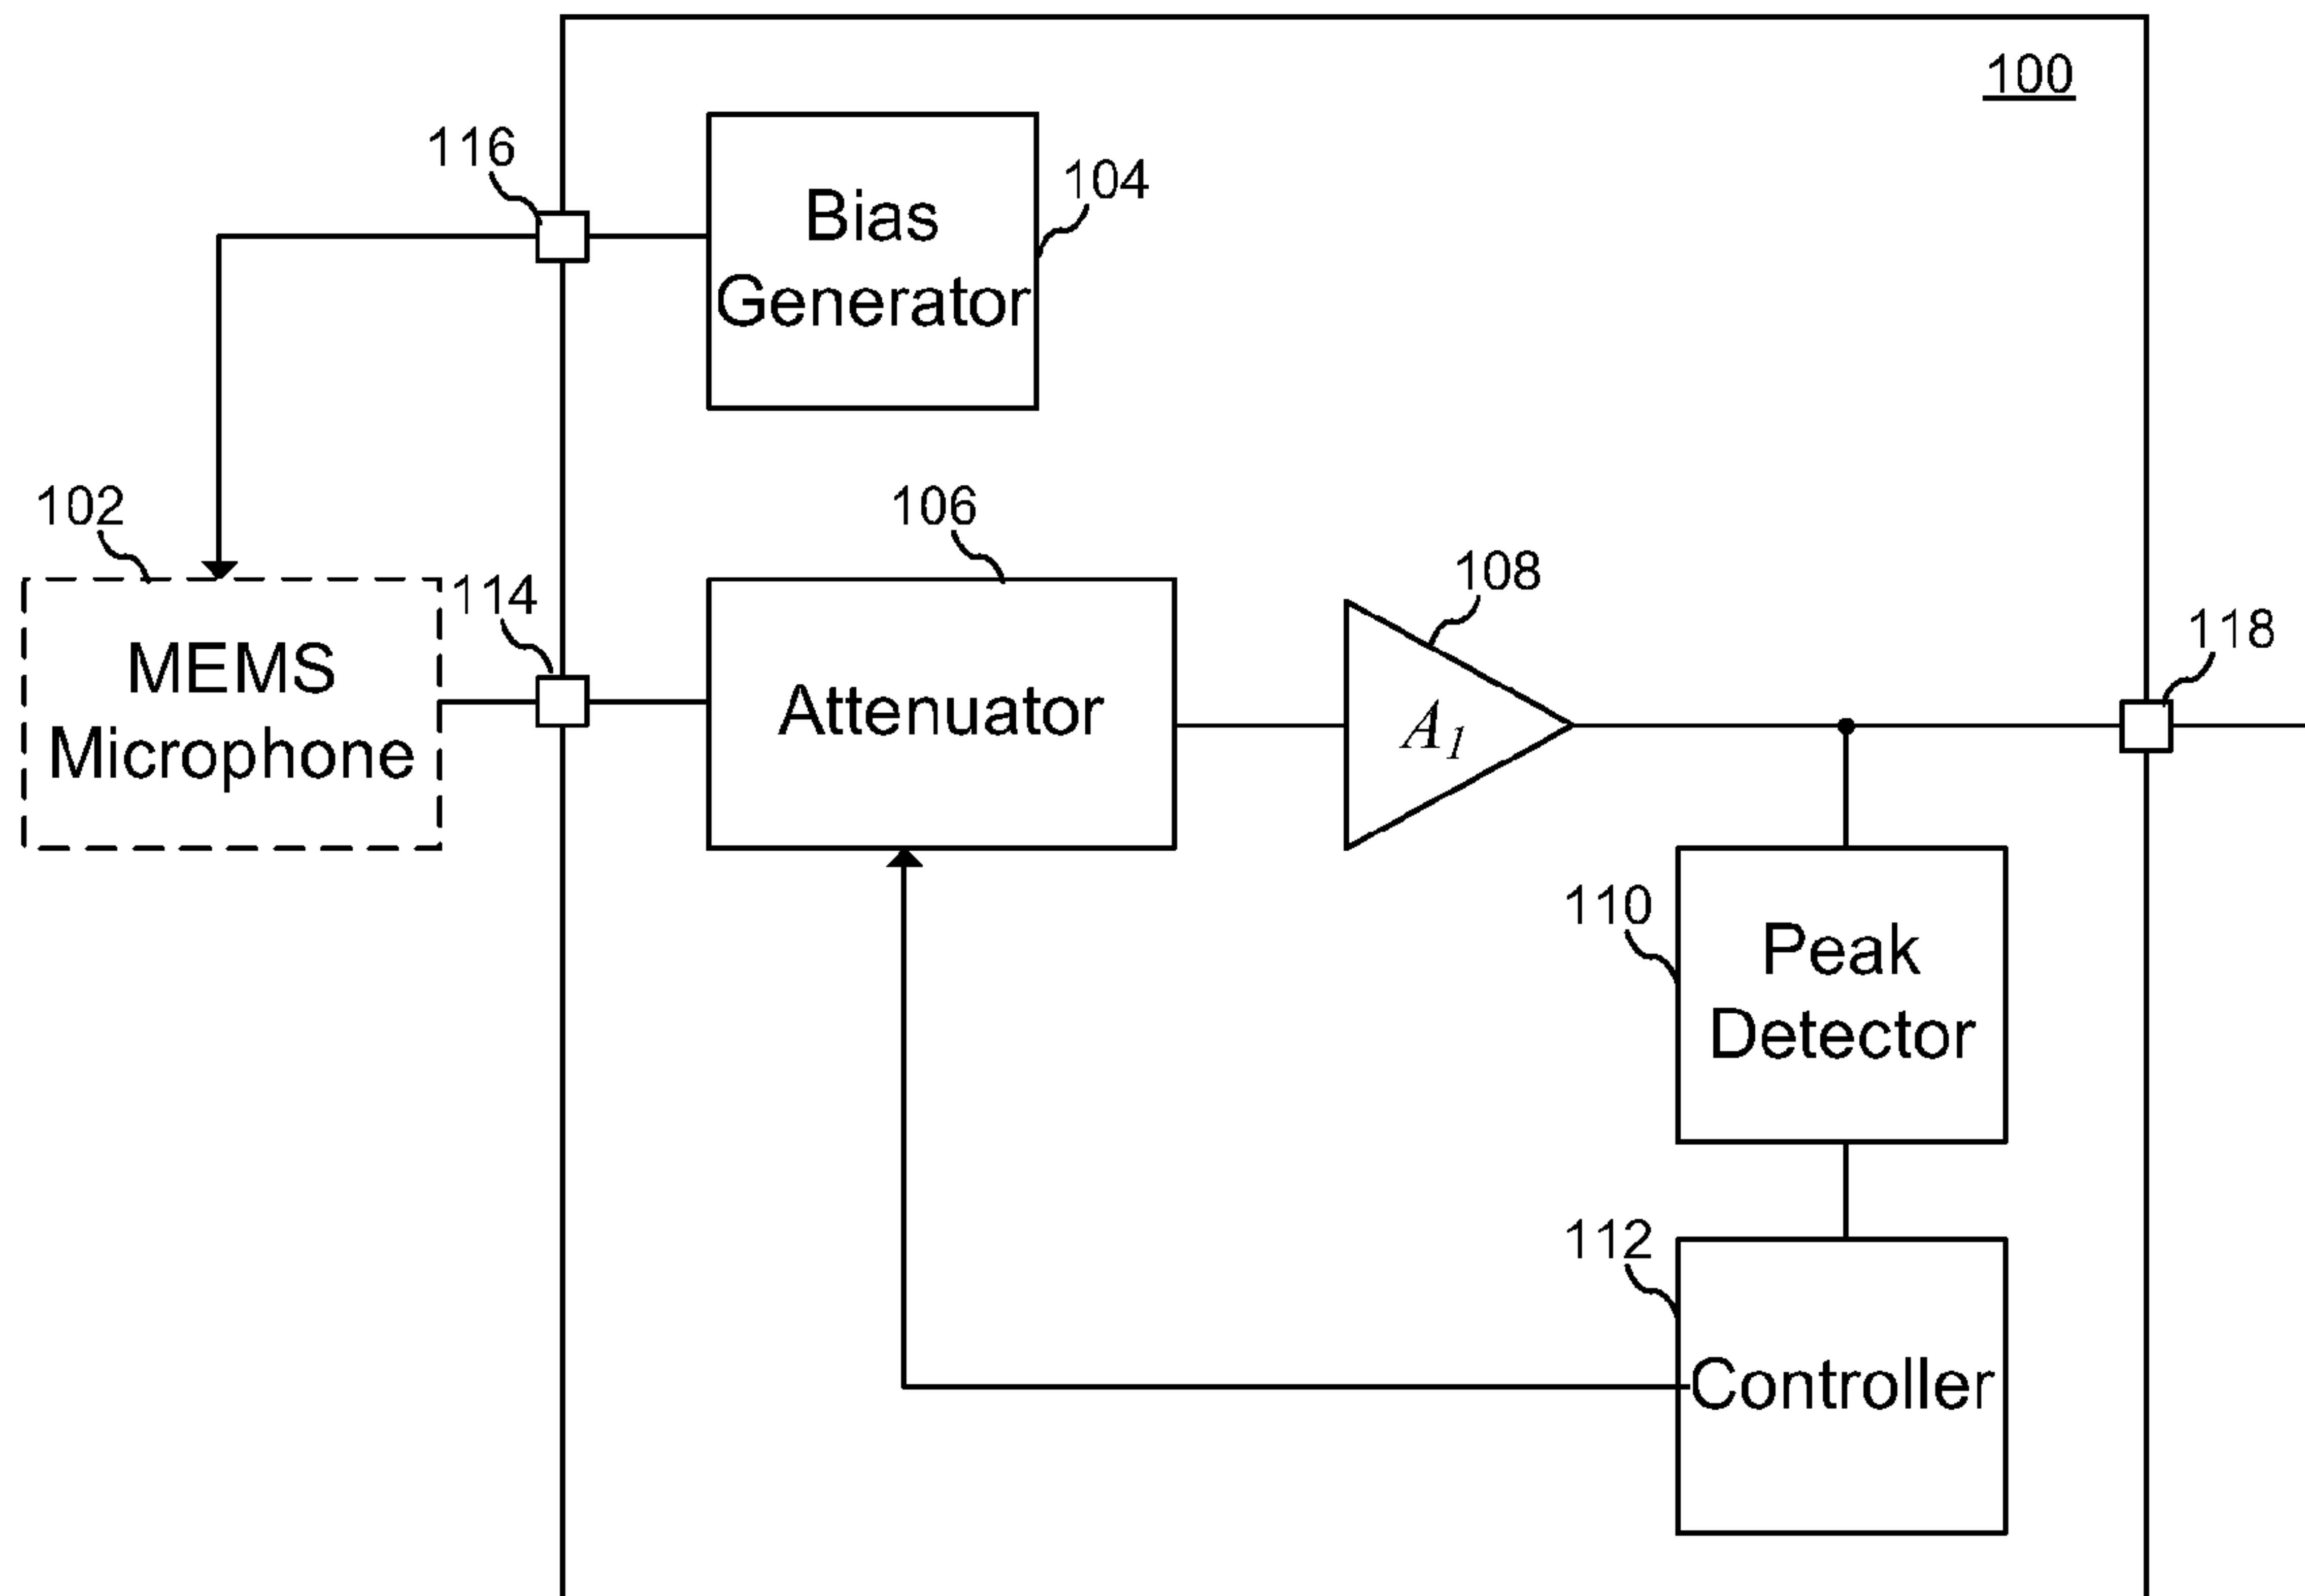 100
116
104
Bias
Generator
102
106
114
108
118
MEMS
Microphone
Attenuator
A1
110
Peak
Detector
112
Controller